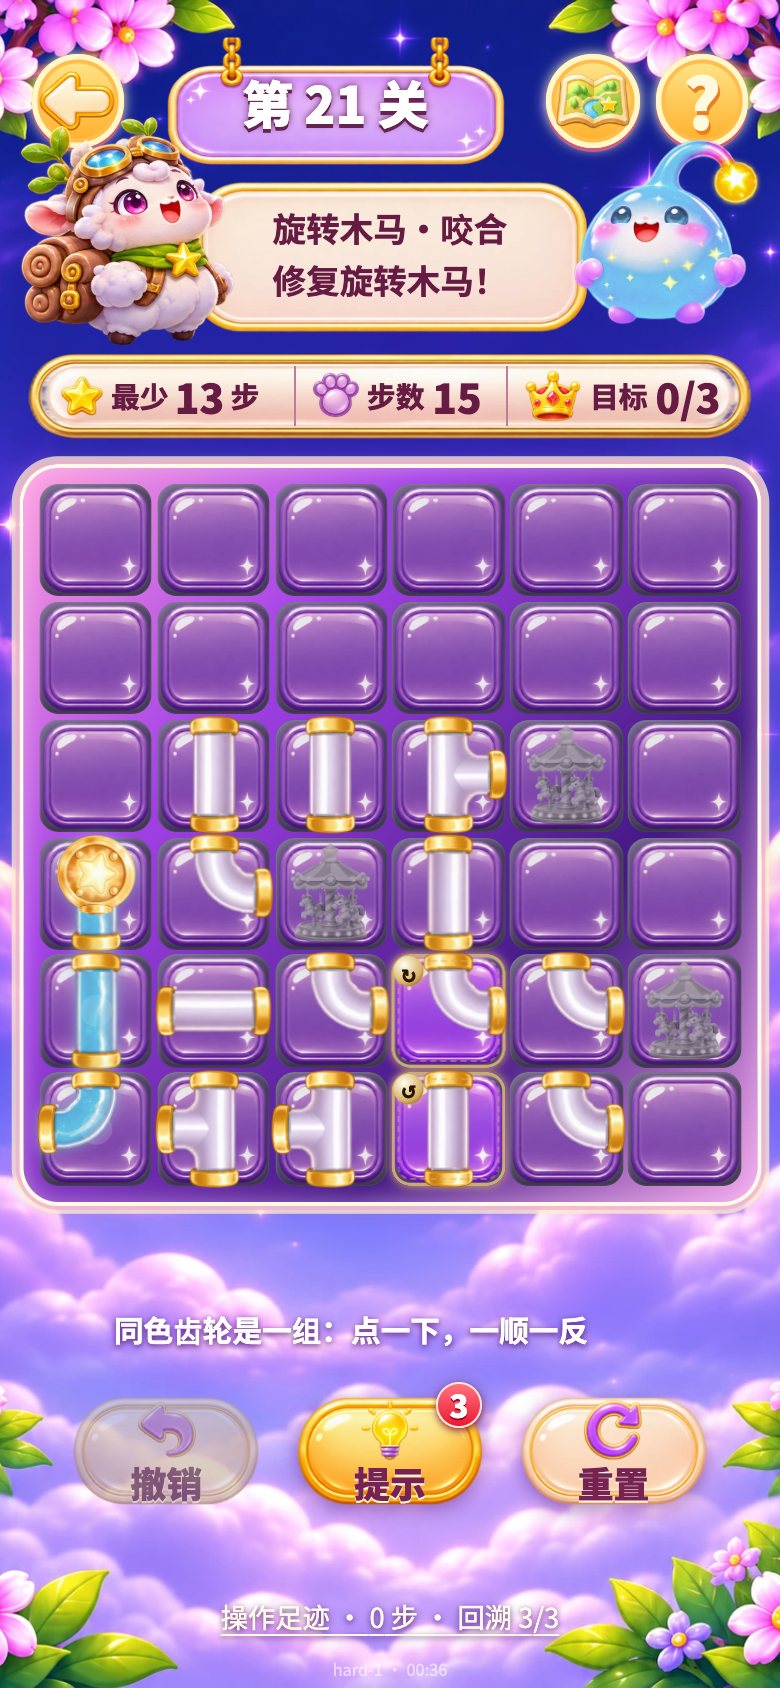 第 21 关
旋转木马·咬合
修复旋转木马!
最少 13 步
步数 15
目标 0/3
同色齿轮是一组：点一下，一顺一反
3
撤销
提示
重置
操作足迹 · 0 步 · 回溯 3/3
hard-1 · 00:36